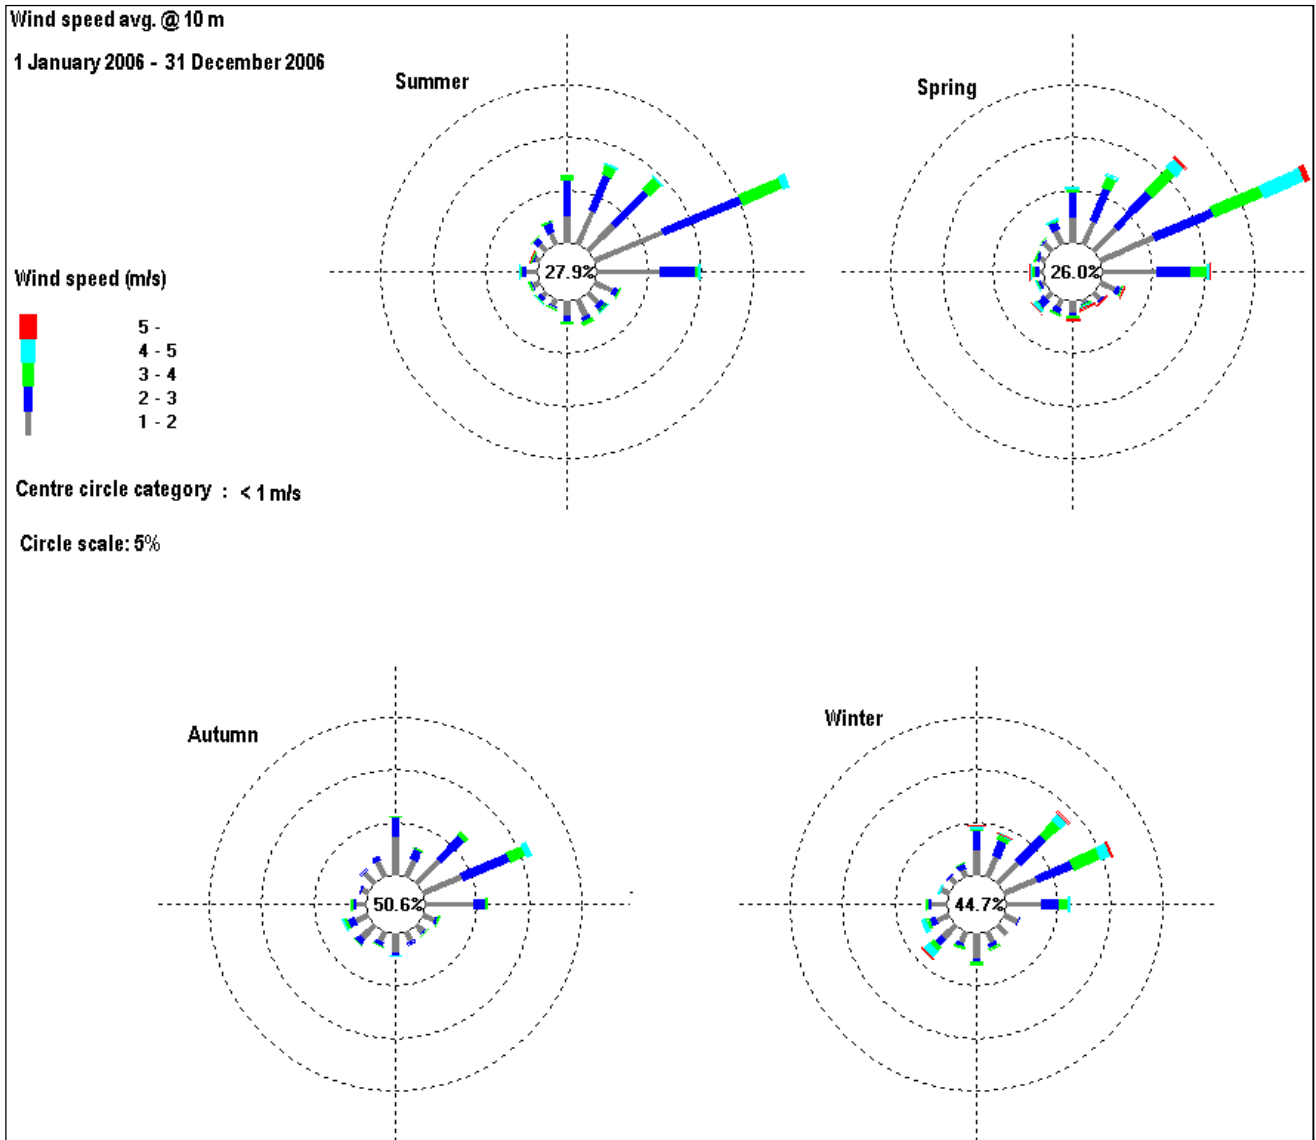 Wind speed avg. @ 10 m
1 January 2006 - 31 December 2006
Summer
Spring
27.9%
26.0%
Wind speed (m/s)
5 -
4 - 5
3 - 4
2 - 3
1 - 2
Centre circle category : < 1 m/s
Circle scale: 5%
Autumn
Winter
50.6%
44.7%